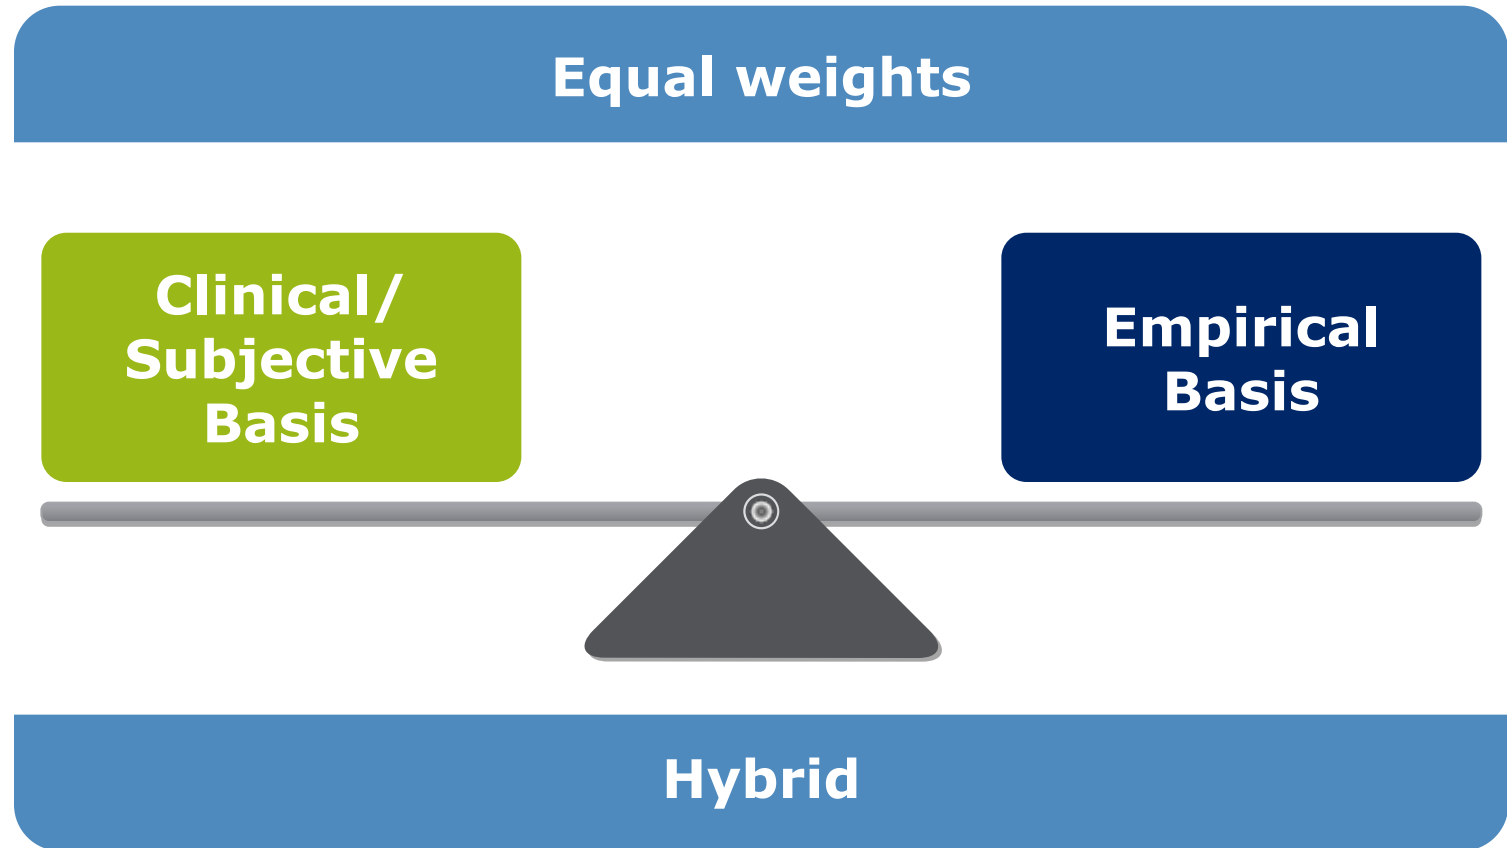 Equal weights
Clinical/
Subjective
Basis
Empirical
Basis
Hybrid